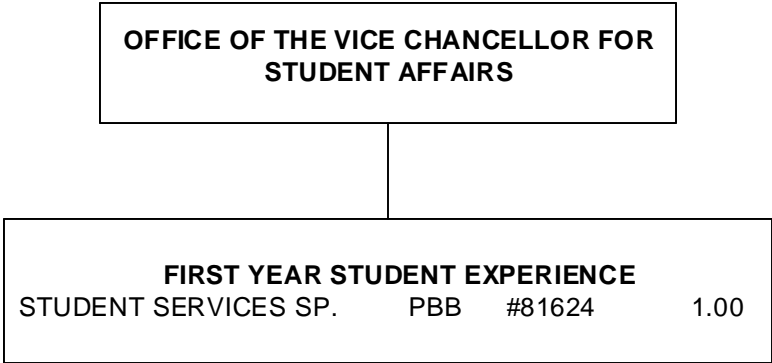 OFFICE OF THE VICE CHANCELLOR FOR
STUDENT AFFAIRS
FIRST YEAR STUDENT EXPERIENCE
STUDENT SERVICES SP. PBB #81624 1.00